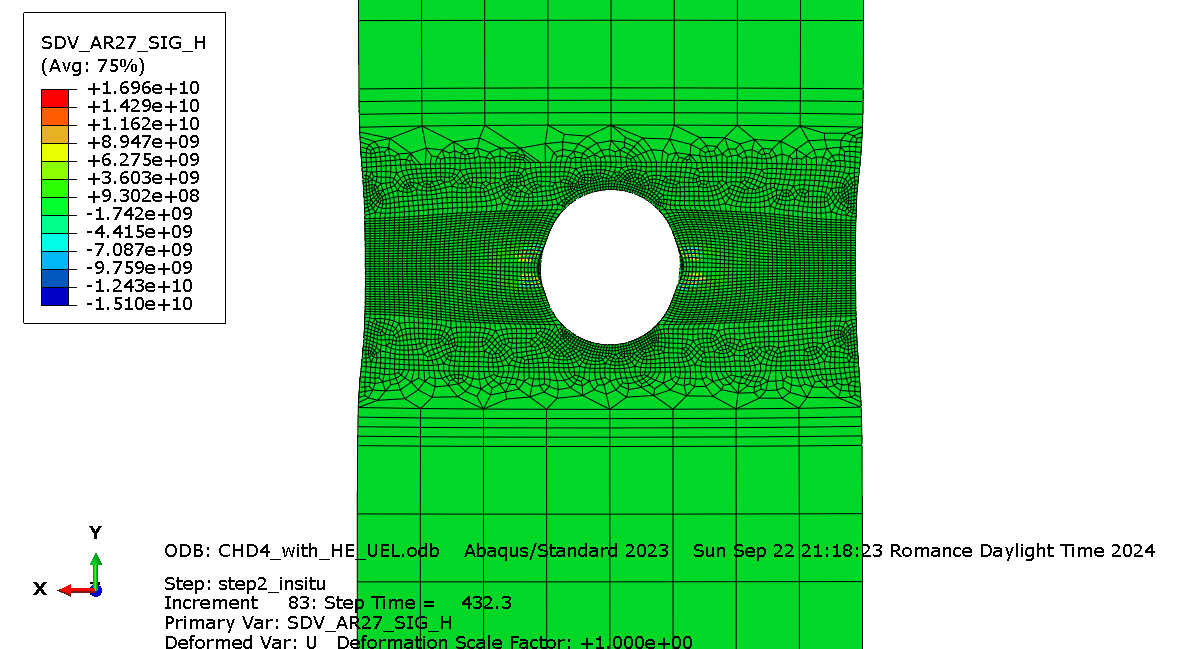 SDV_AR27_SIG_H
(Avg: 75%)
+1.696e+10
+1.429e+10
+1.162e+10
+8.947e+09
+6.275e+09
+3.603e+09
+9.302e+08
-1.742e+09
-4.415e+09
-7.087e+09
-9.759e+09
-1.243e+10
-1.510e+10
Y
X
ODB: CHD4_with_HE_UEL.odb Abaqus/Standard 2023 Sun Sep 22 21:18:23 Romance Daylight Time 2024
Step: step2_insitu
Increment 83: Step Time = 432.3
Primary Var: SDV_AR27_SIG_H
Deformed Var: U Deformation Scale Factor: +1.000e+00